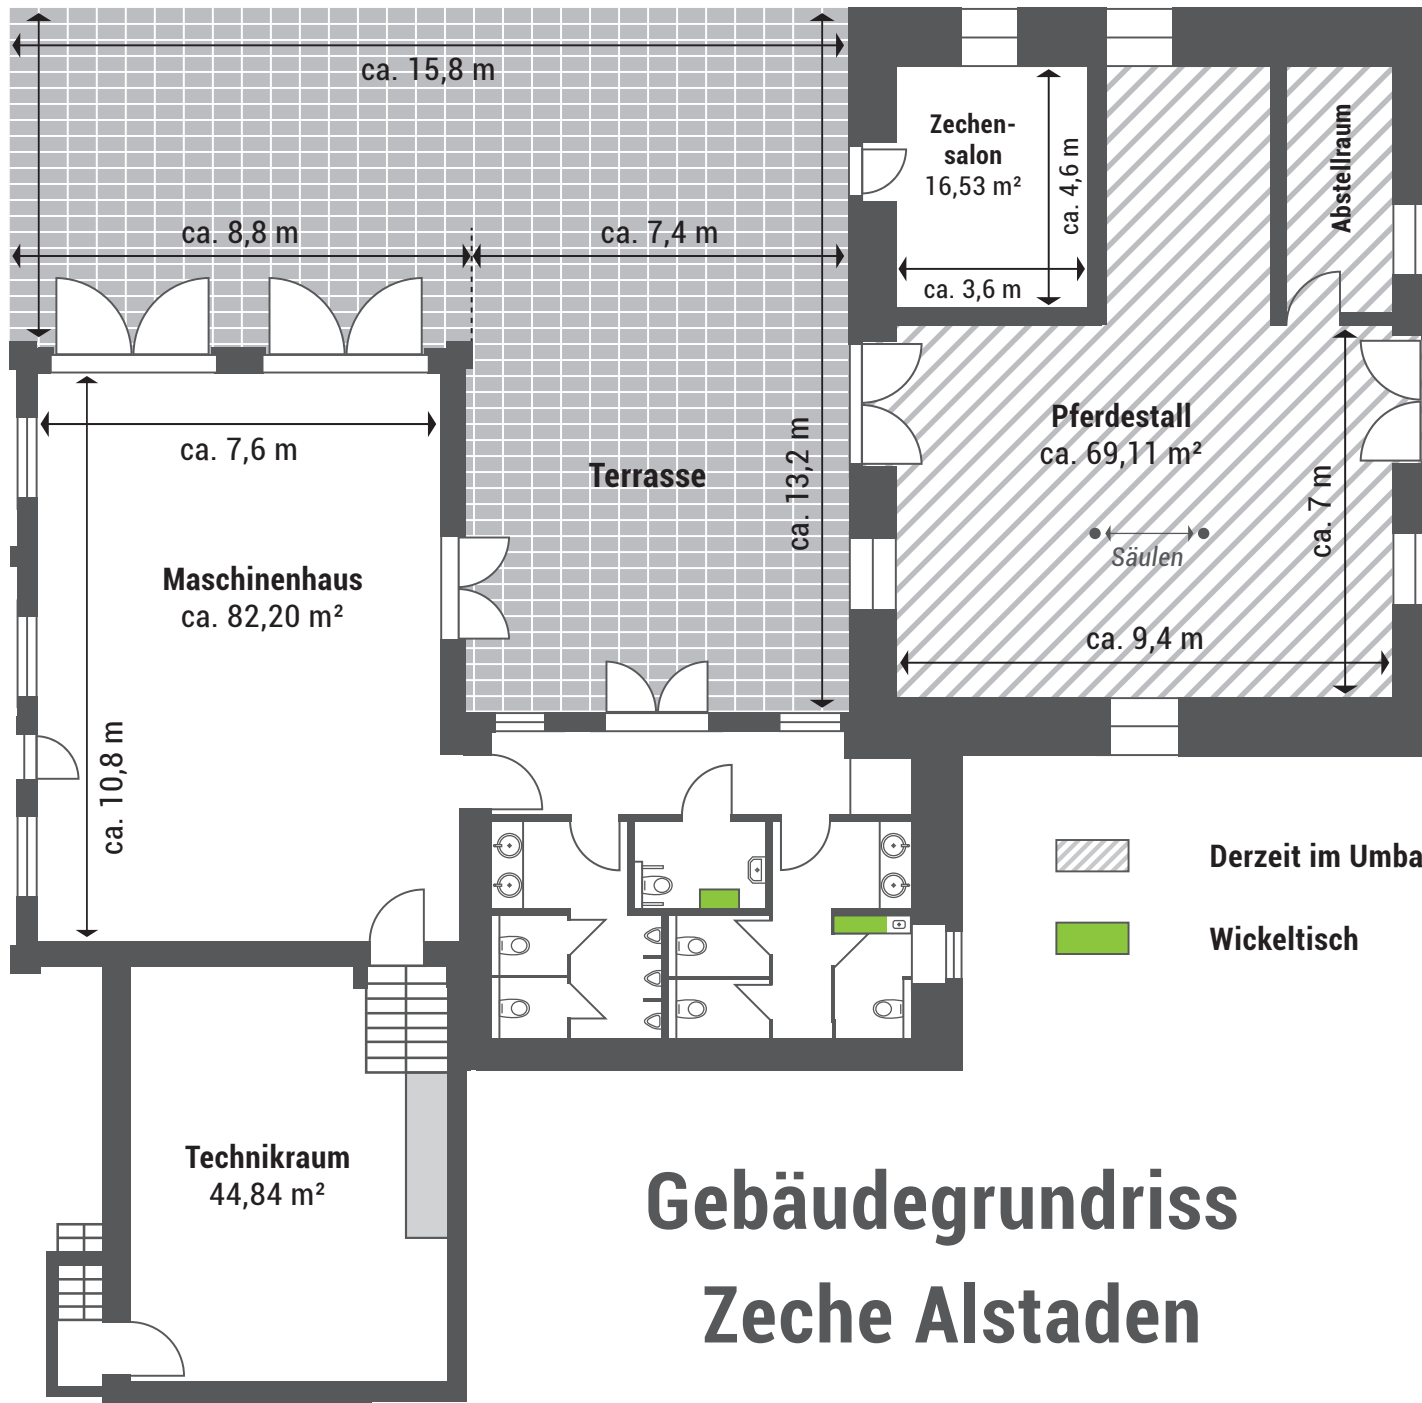 ca. 15,8 m
ca. 8,8 m
ca. 7,4 m
Zechen-
salon
16,53 m²
ca. 4,6 m
ca. 3,6 m
Abstellraum
ca. 7,6 m
Terrasse
ca. 13,2 m
Pferdestall
ca. 69,11 m²
ca. 7 m
Säulen
ca. 9,4 m
Maschinenhaus
ca. 82,20 m²
ca. 10,8 m
Derzeit im Umba
Wickeltisch
Technikraum
44,84 m²
Gebäudegrundriss
Zeche Alstaden